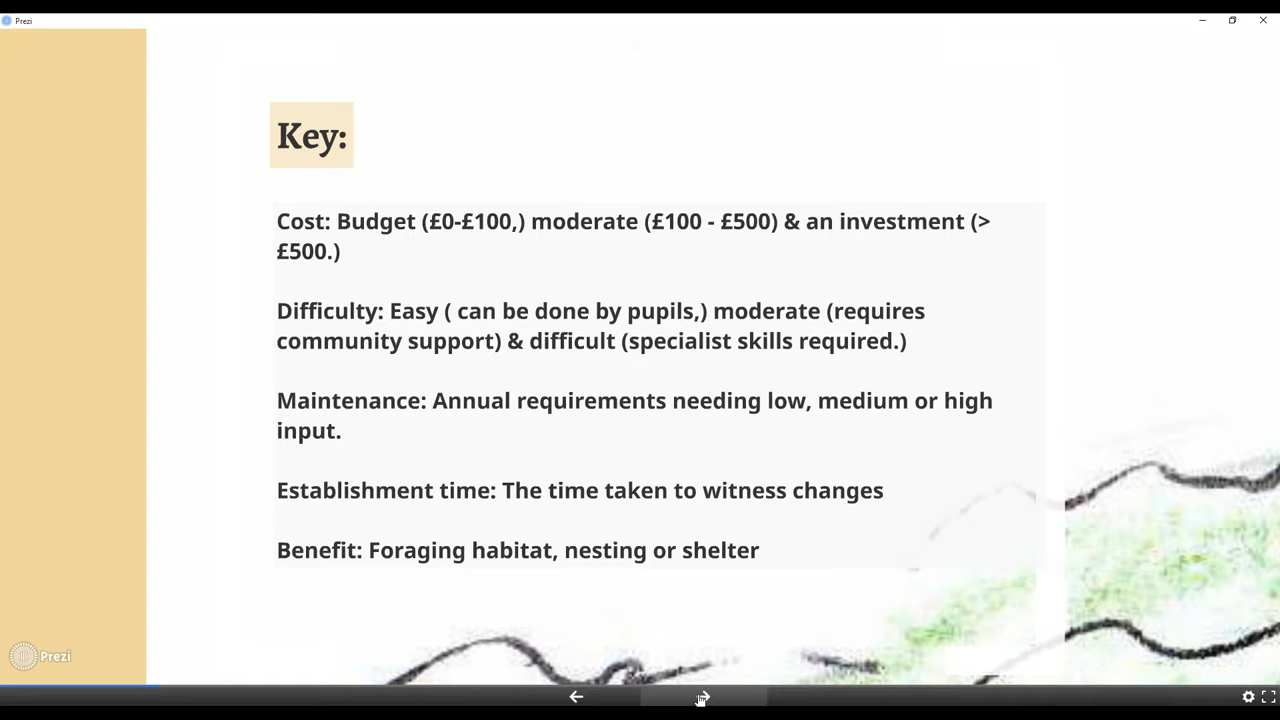 Prezi
Key:
Cost: Budget (£0-£100,) moderate (£100 - £500) & an investment (>
£500.)
Difficulty: Easy ( can be done by pupils,) moderate (requires
community support) & difficult (specialist skills required.)
Maintenance: Annual requirements needing low, medium or high
input.
Establishment time: The time taken to witness changes
Benefit: Foraging habitat, nesting or shelter
Prezi